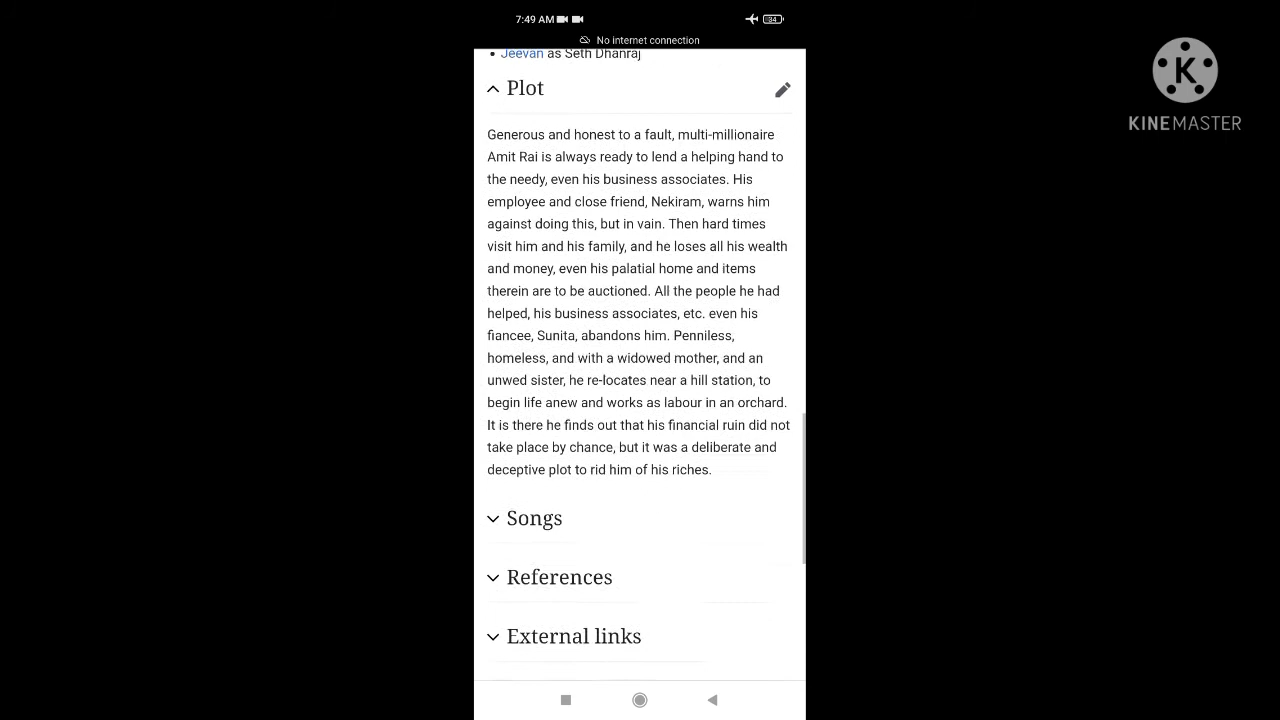 7:49 AM
34
No internet connection
• Jeevan as Seth Dhanraj
Plot
Generous and honest to a fault, multi-millionaire
Amit Rai is always ready to lend a helping hand to
the needy, even his business associates. His
employee and close friend, Nekiram, warns him
against doing this, but in vain. Then hard times
visit him and his family, and he loses all his wealth
and money, even his palatial home and items
therein are to be auctioned. All the people he had
helped, his business associates, etc. even his
fiancee, Sunita, abandons him. Penniless,
homeless, and with a widowed mother, and an
unwed sister, he re-locates near a hill station, to
begin life anew and works as labour in an orchard.
It is there he finds out that his financial ruin did not
take place by chance, but it was a deliberate and
deceptive plot to rid him of his riches.
Songs
References
External links
K
KINEMASTER